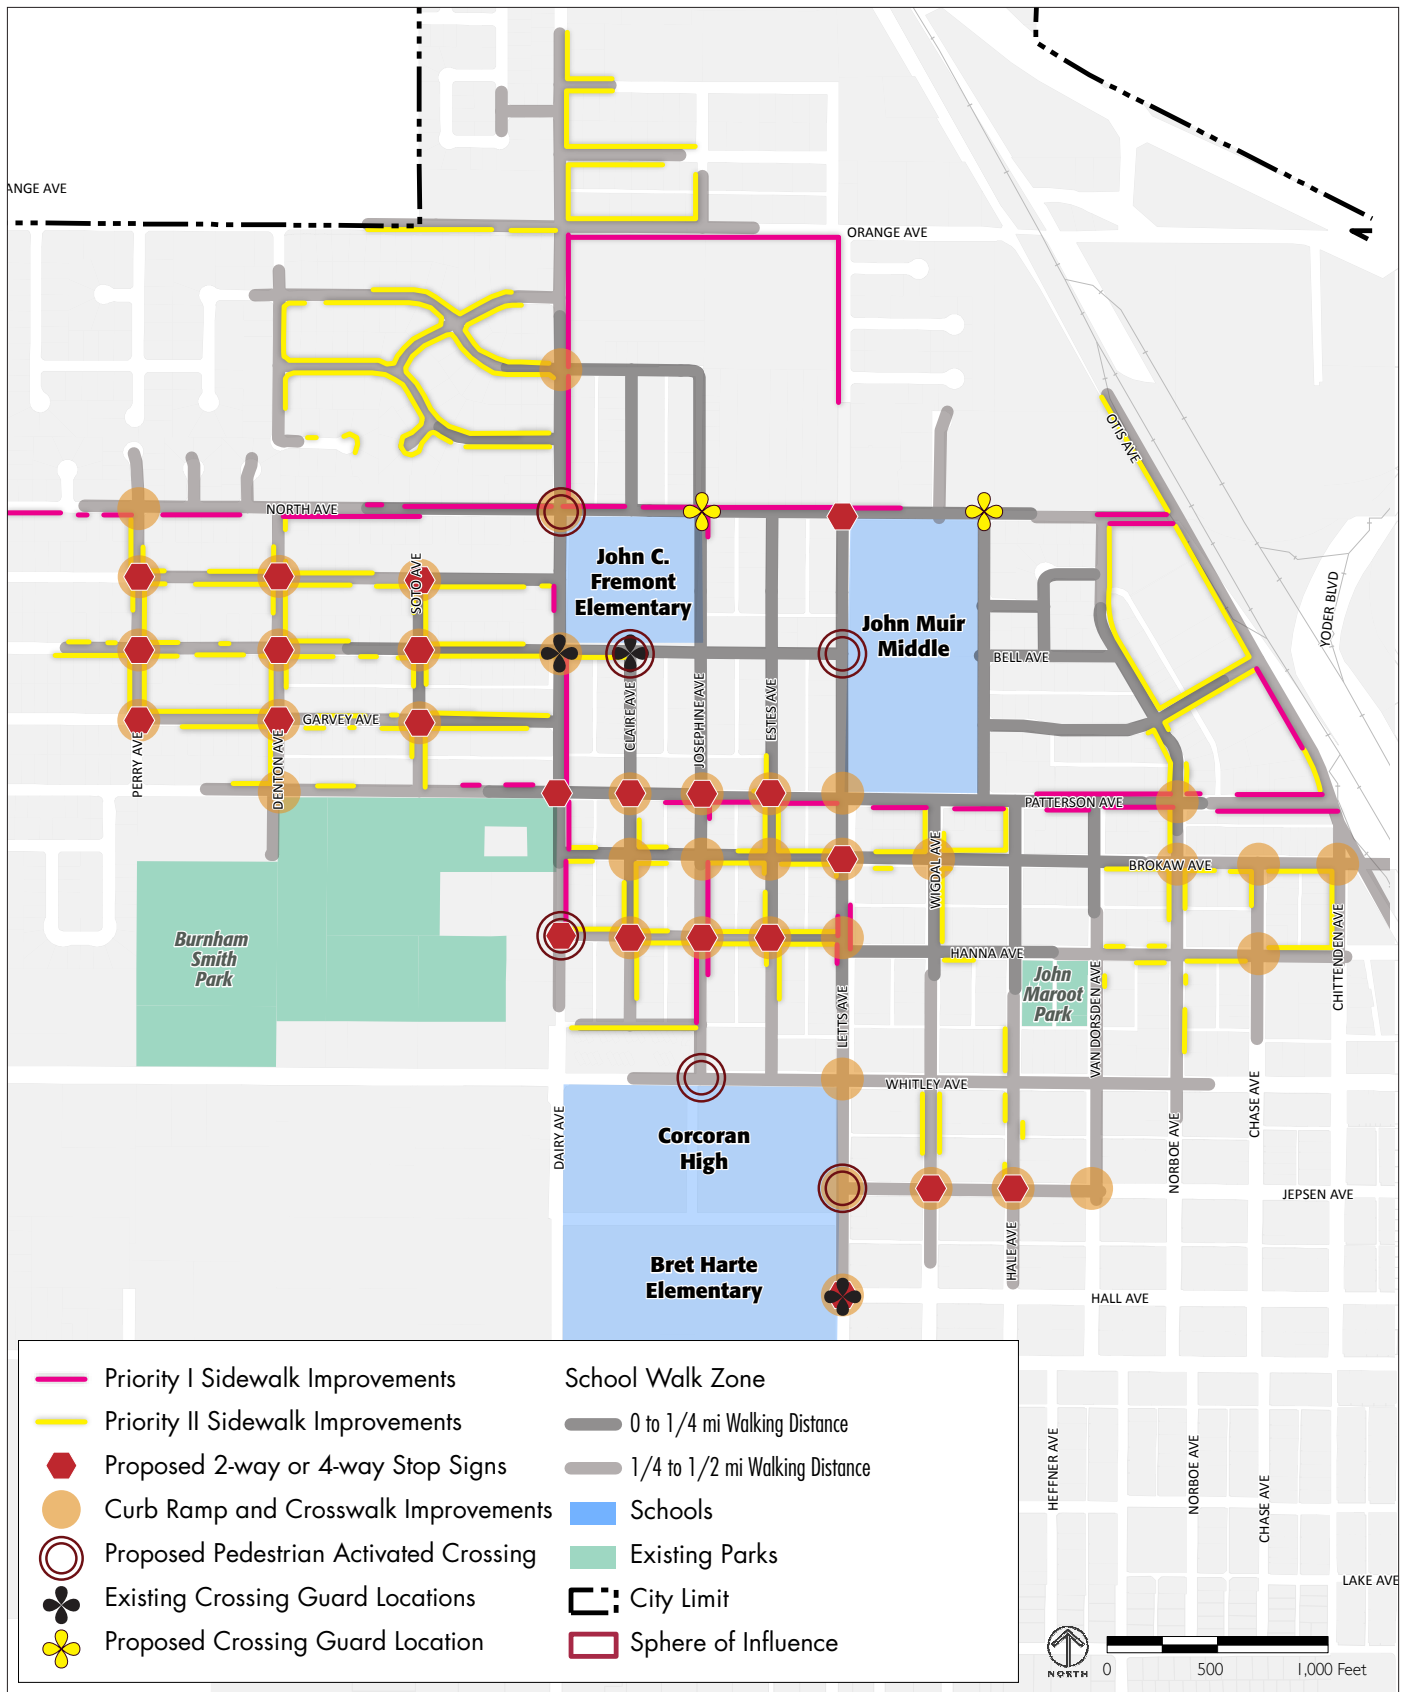 ANGE AVE
ORANGE AVE
OTIS AVE
NORTH AVE
John C.
Fremont
Elementary
SOTO AVE
YODER BLVD
John Muir
Middle
BELL AVE
CLAIRE AVE
JOSEPHINE AVE
ESTES AVE
GARVEY AVE
PERRY AVE
DENTON AVE
PATTERSON AVE
WIGDAL AVE
BROKAW AVE
Burnham
Smith
Park
HANNA AVE
CHITTENDEN AVE
John
Maroot
Park
VAN DORSDEN AVE
LETTS AVE
WHITLEY AVE
CHASE AVE
DAIRY AVE
Corcoran
High
NORBOE AVE
JEPSEN AVE
HALE AVE
Bret Harte
Elementary
HALL AVE
Priority I Sidewalk Improvements
Priority II Sidewalk Improvements
Proposed 2-way or 4-way Stop Signs
Curb Ramp and Crosswalk Improvements
Proposed Pedestrian Activated Crossing
Existing Crossing Guard Locations
Proposed Crossing Guard Location
School Walk Zone
0 to 1/4 mi Walking Distance
1/4 to 1/2 mi Walking Distance
Schools
Existing Parks
City Limit
Sphere of Influence
HEFFNER AVE
NORBOE AVE
CHASE AVE
LAKE AVE
NORTH
0 500 1,000 Feet